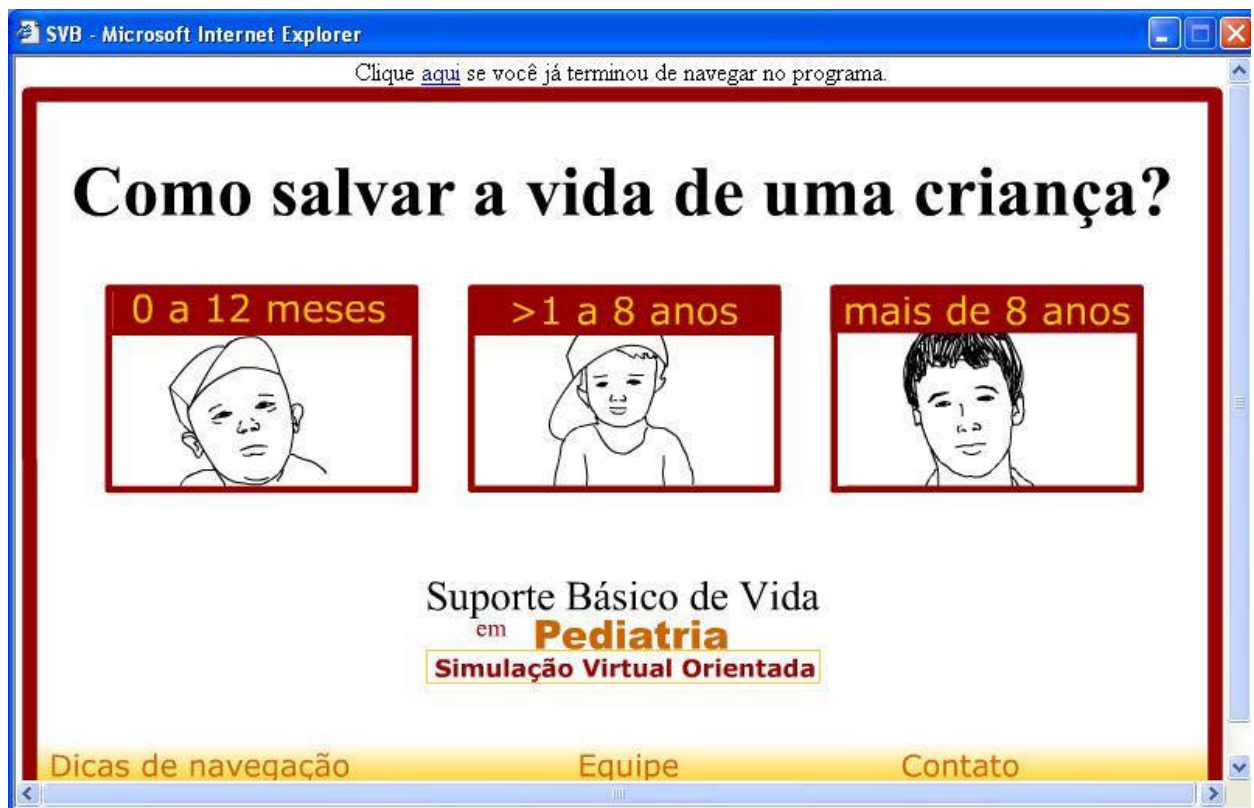 SVB - Microsoft Internet Explorer
Clique aqui se você já terminou de navegar no programa.
Como salvar a vida de uma criança?
0 a 12 meses
>1 a 8 anos
mais de 8 anos
Suporte Básico de Vida
em Pediatria
Simulação Virtual Orientada
Dicas de navegação
Equipe
Contato